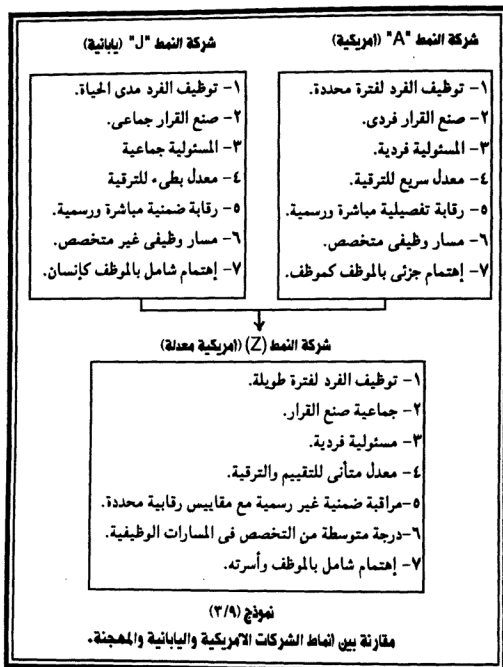 شركة النمط "A" (امريكية)
١- توظيف الفرد لفترة محددة.
٢- صنع القرار فردى.
٣- المسئولية فردية.
٤- معدل سريع للترقية.
٥- رقابة تفصيلية مباشرة ورسمية.
٦- مسار وظيفى متخصص.
٧- إهتمام جزئى بالموظف كموظف.
شركة النمط "J" (يابانية)
١- توظيف الفرد مدى الحياة.
٢- صنع القرار جماعى.
٣- المسئولية جماعية
٤- معدل بطىء للترقية
٥- رقابة ضمنية مباشرة ورسمية.
٦- مسار وظيفى غير متخصص.
٧- إهتمام شامل بالموظف كإنسان.
شركة النمط (Z) (امريكية معدلة)
١- توظيف الفرد لفترة طويلة.
٢- جماعية صنع القرار.
٣- مسئولية فردية.
٤- معدل متأنى للتقييم والترقية.
٥-مراقبة ضمنية غير رسمية مع مقاييس رقابية محددة.
٦-درجة متوسطة من التخصص فى المسارات الوظيفية.
٧- إهتمام شامل بالموظف وأسرته.
نموذج (٣/٩)
مقارنة بين انماط الشركات الامريكية واليابانية والمهجنة.